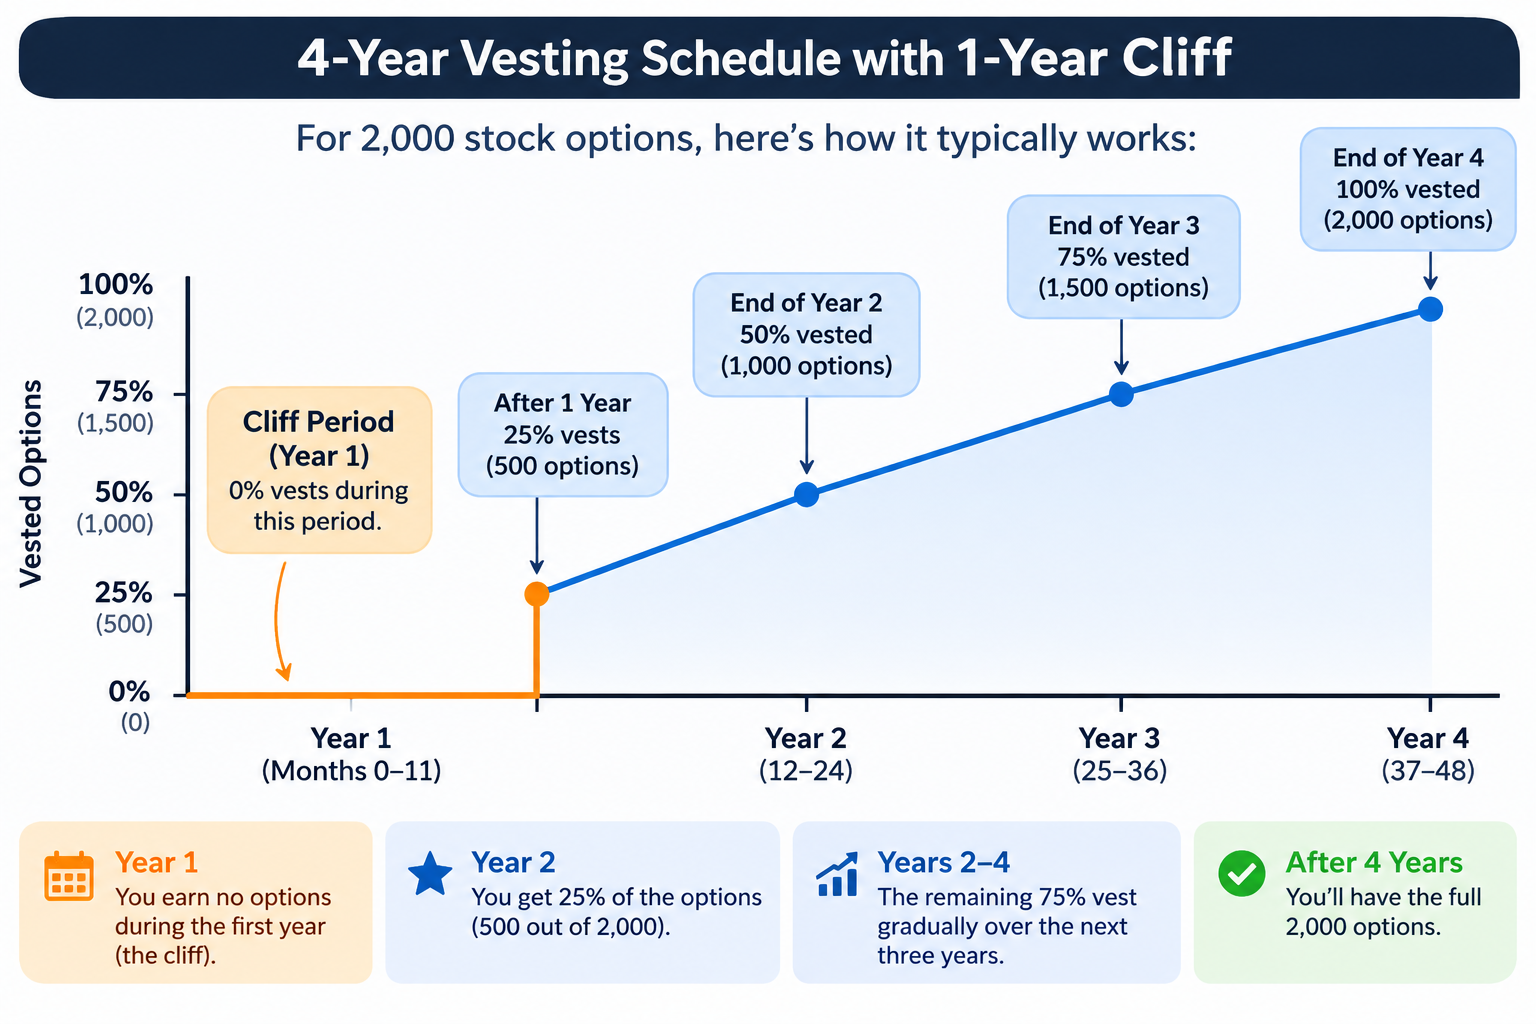 4-Year Vesting Schedule with 1-Year Cliff
For 2,000 stock options, here's how it typically works:
End of Year 4
100% vested
(2,000 options)
End of Year 3
75% vested
(1,500 options)
End of Year 2
50% vested
(1,000 options)
After 1 Year
25% vests
(500 options)
Cliff Period
(Year 1)
0% vests during
this period.
Vested Options
100%
(2,000)
75%
(1,500)
50%
(1,000)
25%
(500)
0%
(0)
Year 1
(Months 0–11)
Year 2
(12–24)
Year 3
(25–36)
Year 4
(37–48)
Year 1
You earn no options
during the first year
(the cliff).
Year 2
You get 25% of the options
(500 out of 2,000).
Years 2–4
The remaining 75% vest
gradually over the next
three years.
After 4 Years
You'll have the full
2,000 options.